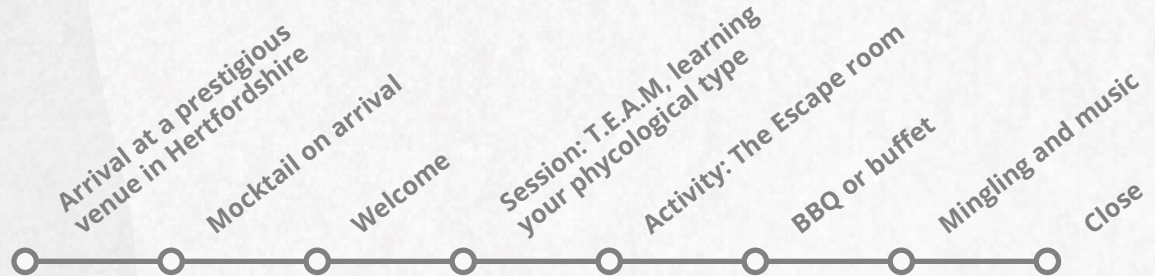 Arrival at a prestigious
venue in Hertfordshire
Mocktail on arrival
Welcome
Session: T.E.A.M, learning
your phycological type
Activity: The Escape room
BBQ or buffet
Mingling and music
Close